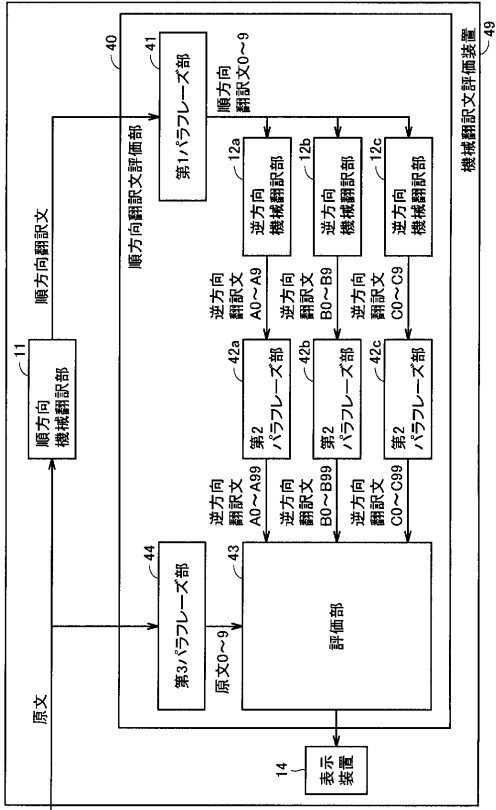 機械翻訳文評価装置
49
原文
11
順方向
機械翻訳部
順方向翻訳文
40
順方向翻訳文評価部
41
第1パラフレーズ部
順方向
翻訳文0～9
12a
逆方向
機械翻訳部
12b
逆方向
機械翻訳部
12c
逆方向
機械翻訳部
逆方向
翻訳文
A0～A9
逆方向
翻訳文
B0～B9
逆方向
翻訳文
C0～C9
42a
第2
パラフレーズ部
42b
第2
パラフレーズ部
42c
第2
パラフレーズ部
逆方向
翻訳文
A0～A99
逆方向
翻訳文
B0～B99
逆方向
翻訳文
C0～C99
44
第3パラフレーズ部
原文0～9
43
評価部
14
表示
装置